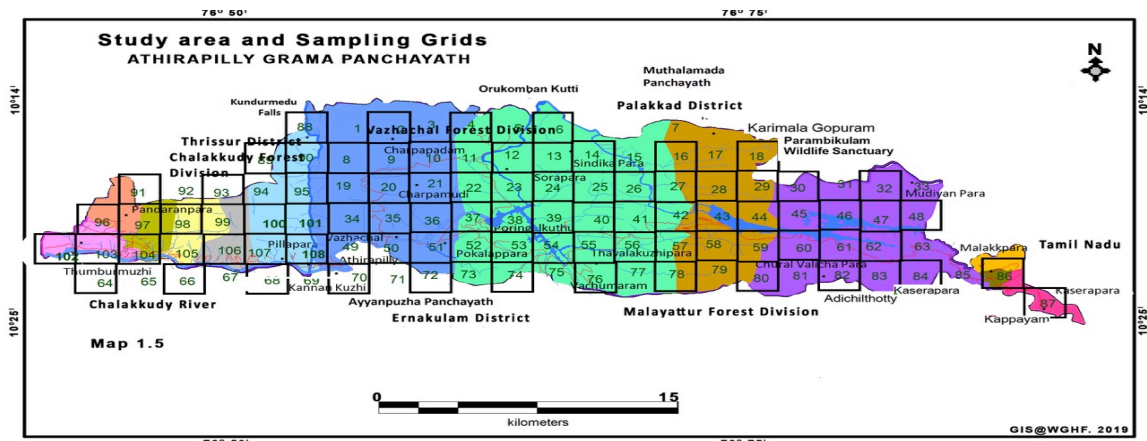 76° 50'
76° 75'
Study area and Sampling Grids
ATHIRAPILLY GRAMA PANCHAYATH
N
10°14'
10°14'
Muthalamada
Panchayath
Orukomban Kutti
Palakkad District
Kundurmedu
Falls
88 1 2 3 4 5 6 7
Karimala Gopuram
Vazhachal Forest Division
Thrissur District
Parambikulam
Wildlife Sanctuary
Chalakkudy Forest
Division
89 90 8 9 10 11 12 13 14 15 16 17 18
Charpapadam
Sindika Para
Sorapara
91 92 93 94 95 19 20 21 22 23 24 25 26 27 28 29 30 31 32 33
Charpamudi
Mudiyan Para
Pandaranpara
96 97 98 99 100 101 34 35 36 37 38 39 40 41 42 43 44 45 46 47 48
Poringalkuthu
Pillapara
Vazhachal
102 103 104 105 106 107 108 49 50 51 52 53 54 55 56 57 58 59 60 61 62 63
Malakkpara
Tamil Nadu
Athirapilly
Pokalappara
Thavalakuznipara
Chural Valicha Para
Thumburmuzhi
64 65 66 67 68 69 70 71 72 73 74 75 76 77 78 79 80 81 82 83 84 85 86
Kannan Kuzhi
Vachumaram
Kaserapara
Kaserapara
87
Chalakkudy River
Ayyanpuzha Panchayath
Adichilthotty
Ernakulam District
Malayattur Forest Division
Kappayam
10°25'
10°25'
Map 1.5
0 15
kilometers
GIS@WGHF. 2019